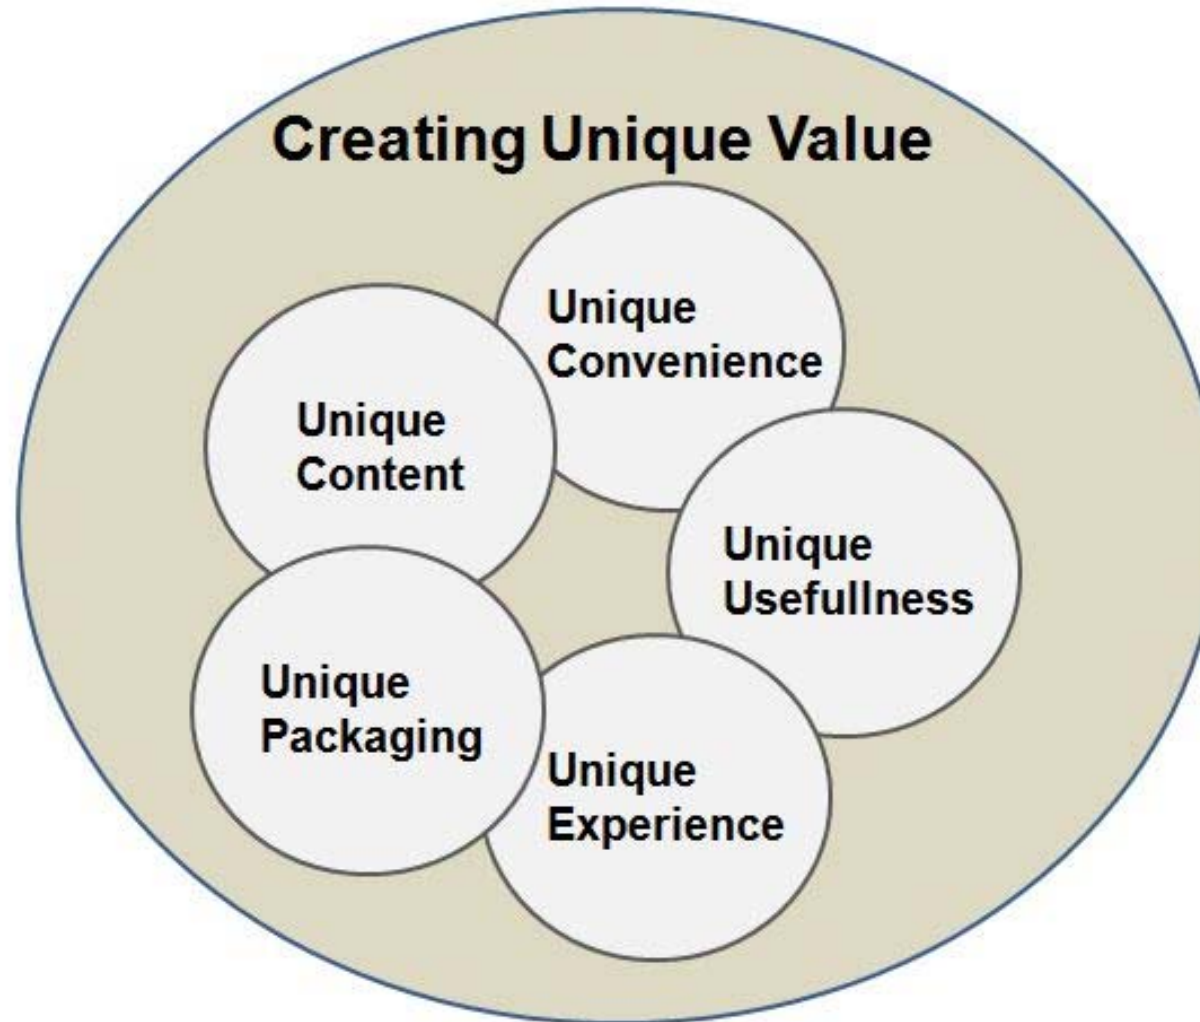 Creating Unique Value
Unique
Convenience
Unique
Content
Unique
Usefullness
Unique
Packaging
Unique
Experience